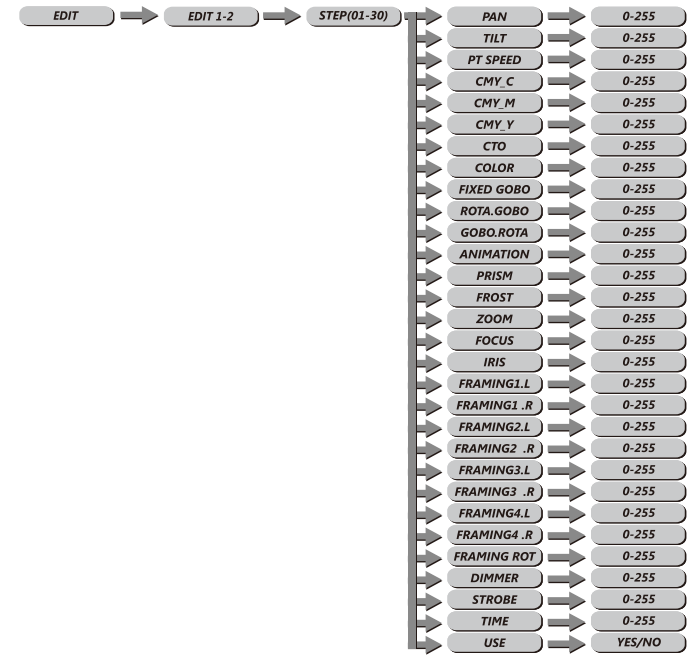 EDIT EDIT 1-2 STEP(01-30) PAN 0-255
TILT 0-255
PT SPEED 0-255
CMY_C 0-255
CMY_M 0-255
CMY_Y 0-255
CTO 0-255
COLOR 0-255
FIXED GOBO 0-255
ROTA.GOBO 0-255
GOBO.ROTA 0-255
ANIMATION 0-255
PRISM 0-255
FROST 0-255
ZOOM 0-255
FOCUS 0-255
IRIS 0-255
FRAMING1.L 0-255
FRAMING1 .R 0-255
FRAMING2.L 0-255
FRAMING2 .R 0-255
FRAMING3.L 0-255
FRAMING3 .R 0-255
FRAMING4.L 0-255
FRAMING4 .R 0-255
FRAMING ROT 0-255
DIMMER 0-255
STROBE 0-255
TIME 0-255
USE YES/NO